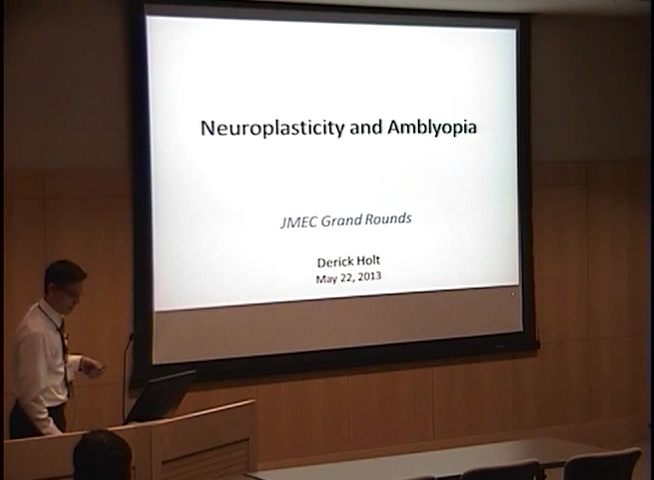 Neuroplasticity and Amblyopia
JMEC Grand Rounds
Derick Holt
May 22, 2013